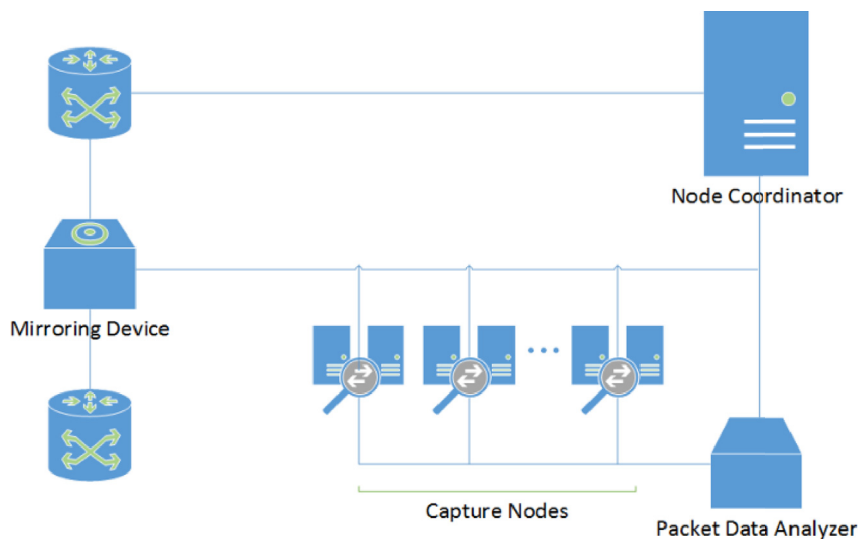 Node Coordinator
Mirroring Device
Capture Nodes
Packet Data Analyzer